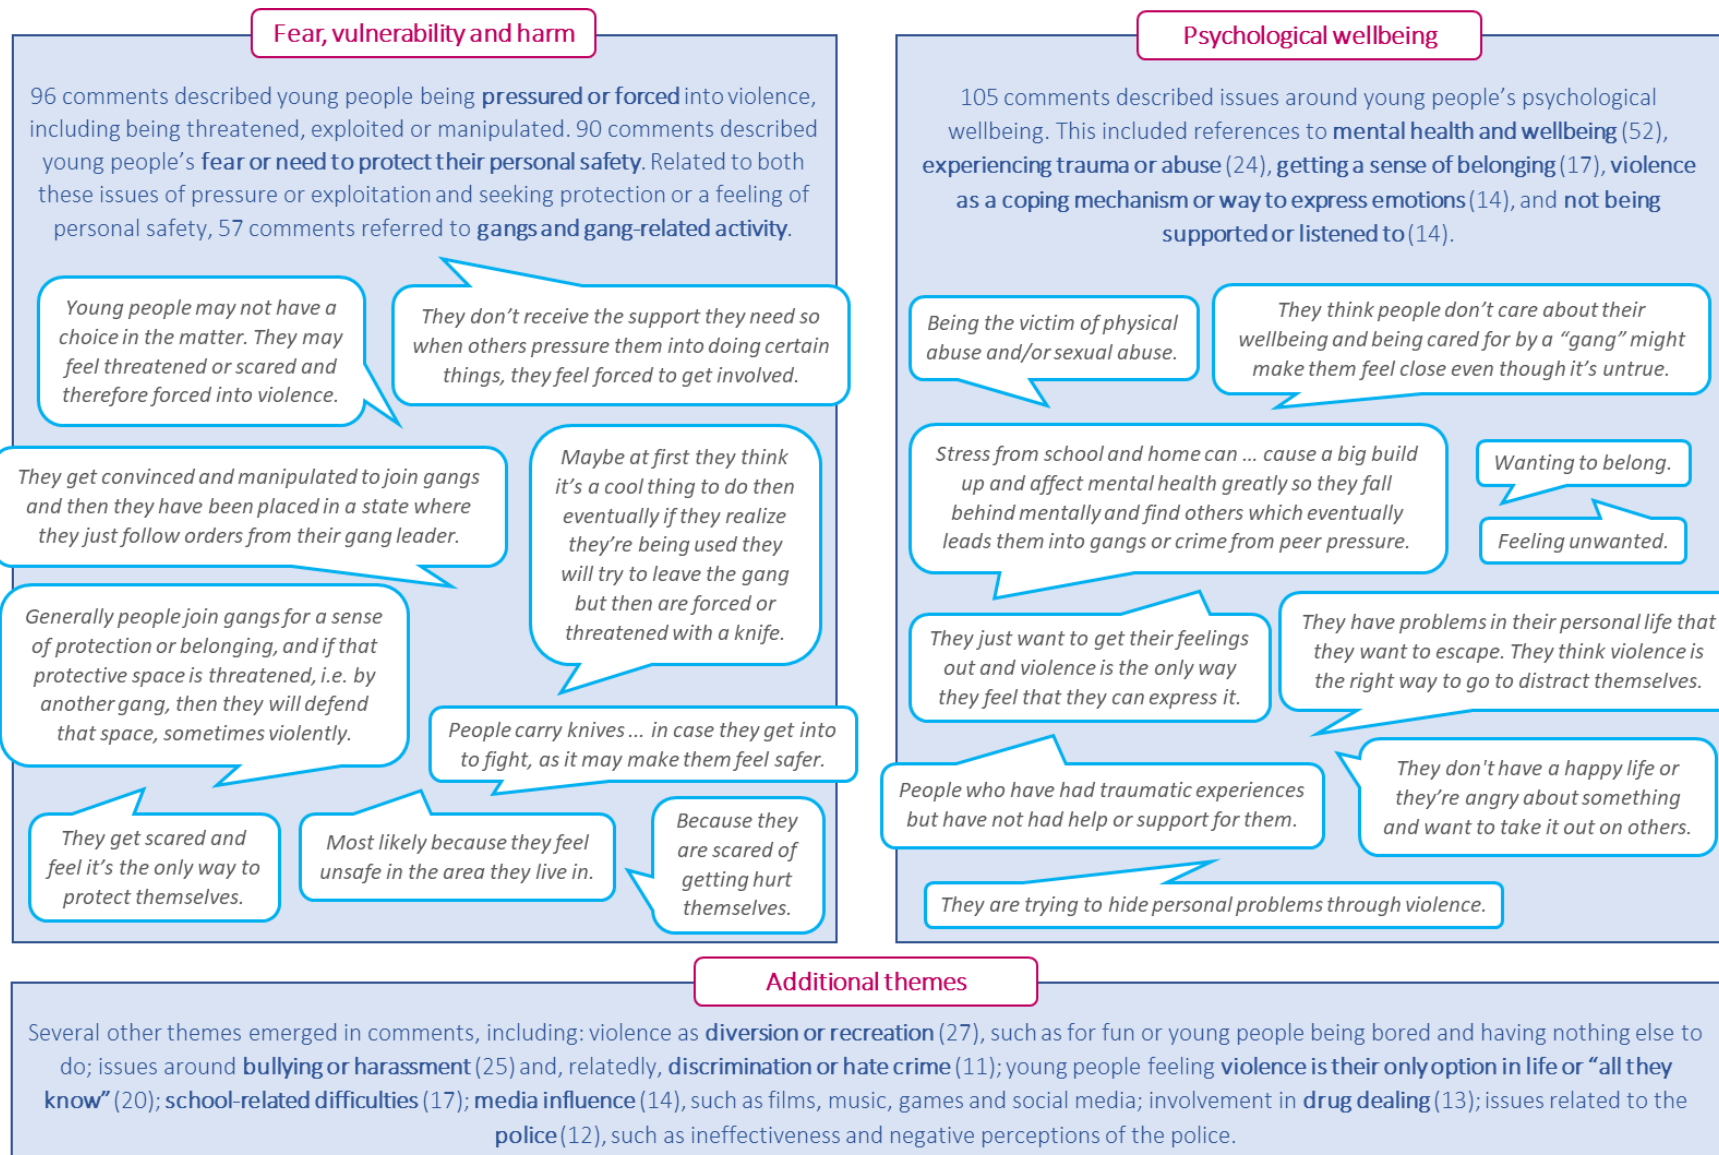 Fear, vulnerability and harm
96 comments described young people being pressured or forced into violence,
including being threatened, exploited or manipulated. 90 comments described
young people’s fear or need to protect their personal safety. Related to both
these issues of pressure or exploitation and seeking protection or a feeling of
personal safety, 57 comments referred to gangs and gang-related activity.
Young people may not have a
choice in the matter. They may
feel threatened or scared and
therefore forced into violence.
They don’t receive the support they need so
when others pressure them into doing certain
things, they feel forced to get involved.
They get convinced and manipulated to join gangs
and then they have been placed in a state where
they just follow orders from their gang leader.
Maybe at first they think
it’s a cool thing to do then
eventually if they realize
they’re being used they
will try to leave the gang
but then are forced or
threatened with a knife.
Generally people join gangs for a sense
of protection or belonging, and if that
protective space is threatened, i.e. by
another gang, then they will defend
that space, sometimes violently.
People carry knives ... in case they get into
to fight, as it may make them feel safer.
They get scared and
feel it’s the only way to
protect themselves.
Most likely because they feel
unsafe in the area they live in.
Because they
are scared of
getting hurt
themselves.
Psychological wellbeing
105 comments described issues around young people’s psychological
wellbeing. This included references to mental health and wellbeing (52),
experiencing trauma or abuse (24), getting a sense of belonging (17), violence
as a coping mechanism or way to express emotions (14), and not being
supported or listened to (14).
Being the victim of physical
abuse and/or sexual abuse.
They think people don’t care about their
wellbeing and being cared for by a “gang” might
make them feel close even though it’s untrue.
Stress from school and home can ... cause a big build
up and affect mental health greatly so they fall
behind mentally and find others which eventually
leads them into gangs or crime from peer pressure.
Wanting to belong.
Feeling unwanted.
They just want to get their feelings
out and violence is the only way
they feel that they can express it.
They have problems in their personal life that
they want to escape. They think violence is
the right way to go to distract themselves.
People who have had traumatic experiences
but have not had help or support for them.
They don't have a happy life or
they’re angry about something
and want to take it out on others.
They are trying to hide personal problems through violence.
Additional themes
Several other themes emerged in comments, including: violence as diversion or recreation (27), such as for fun or young people being bored and having nothing else to
do; issues around bullying or harassment (25) and, relatedly, discrimination or hate crime (11); young people feeling violence is their only option in life or “all they
know” (20); school-related difficulties (17); media influence (14), such as films, music, games and social media; involvement in drug dealing (13); issues related to the
police (12), such as ineffectiveness and negative perceptions of the police.